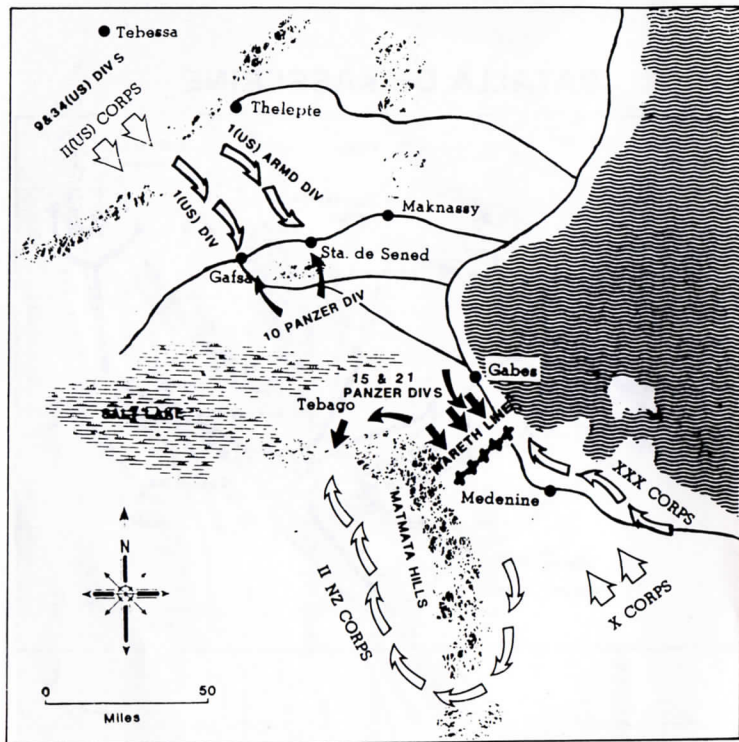 Tebessa
9&34(US) DIVS
II(US) CORPS
Thelepte
1(US) ARMD DIV
1(US) DIV
Maknassy
Sta. de Sened
Gafsa
10 PANZER DIV
15 & 21
PANZER DIVS
Gabes
Tebago
SALT LAKE
MARETH LINE
Medenine
XXX CORPS
MATMATA HILLS
II NZ CORPS
X CORPS
N
0 50
Miles